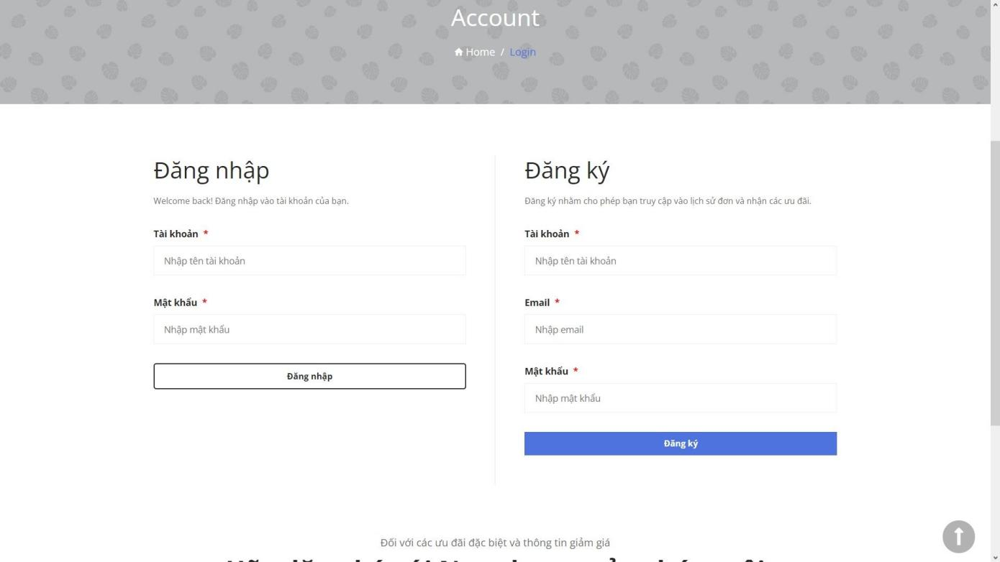 Account
Home / Login
Đăng nhập
Welcome back! Đăng nhập vào tài khoản của bạn.
Tài khoản *
Nhập tên tài khoản
Mật khẩu *
Nhập mật khẩu
Đăng nhập
Đăng ký
Đăng ký nhằm cho phép bạn truy cập vào lịch sử đơn và nhận các ưu đãi.
Tài khoản *
Nhập tên tài khoản
Email *
Nhập email
Mật khẩu *
Nhập mật khẩu
Đăng ký
Đối với các ưu đãi đặc biệt và thông tin giảm giá